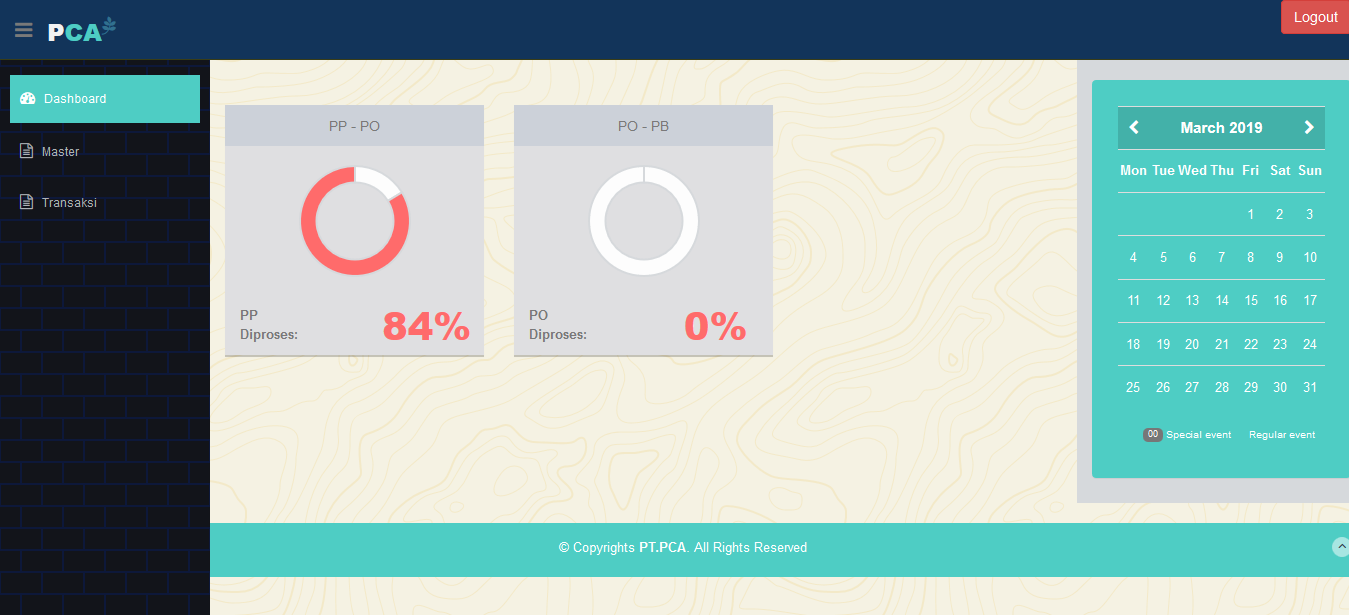 PCA
Logout
Dashboard
Master
Transaksi
PP - PO
PP
Diproses:
84%
PO - PB
PO
Diproses:
0%
March 2019
Mon Tue Wed Thu Fri Sat Sun
1 2 3
4 5 6 7 8 9 10
11 12 13 14 15 16 17
18 19 20 21 22 23 24
25 26 27 28 29 30 31
00 Special event Regular event
© Copyrights PT.PCA. All Rights Reserved